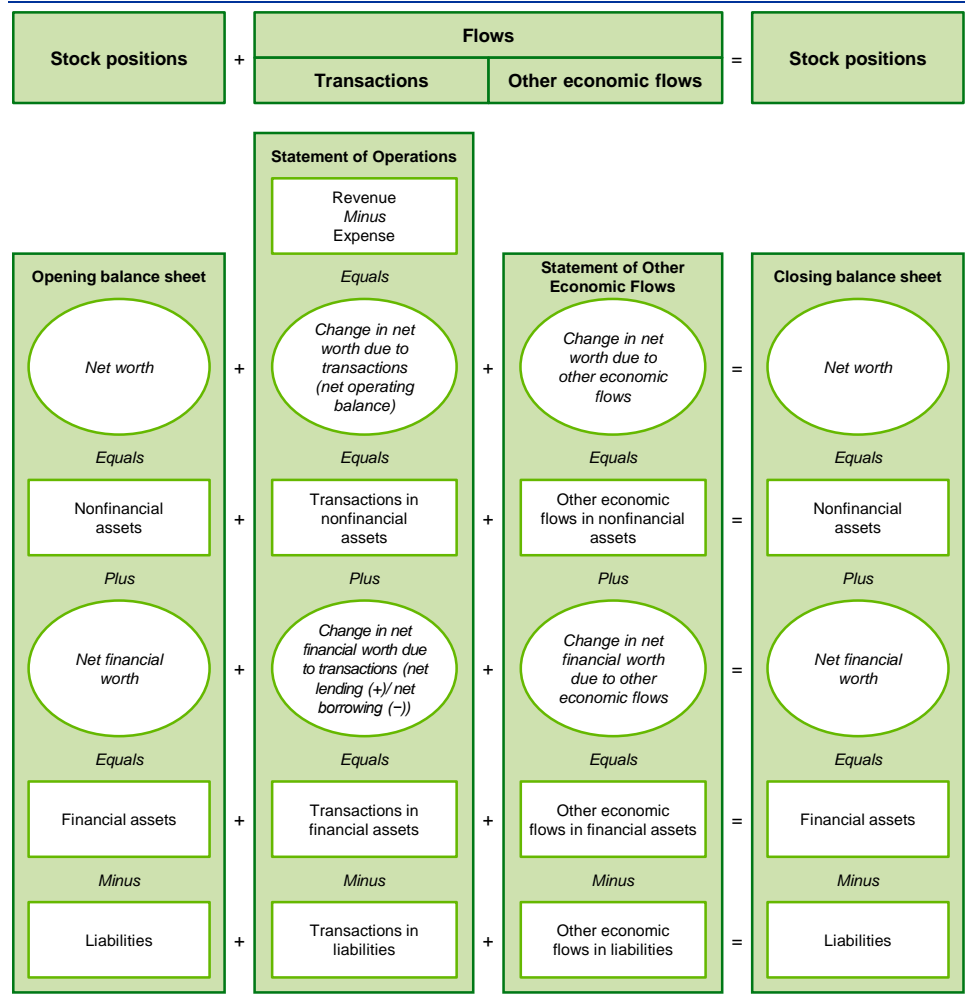 Stock positions
+
Flows
Transactions
Other economic flows
=
Stock positions
Statement of Operations
Revenue
Minus
Expense
Equals
Opening balance sheet
Statement of Other
Economic Flows
Closing balance sheet
Net worth
+
Change in net
worth due to
transactions
(net operating
balance)
+
Change in net
worth due to
other economic
flows
=
Net worth
Equals
Equals
Equals
Equals
Nonfinancial
assets
+
Transactions in
nonfinancial
assets
+
Other economic
flows in nonfinancial
assets
=
Nonfinancial
assets
Plus
Plus
Plus
Plus
Net financial
worth
+
Change in net
financial worth due
to transactions (net
lending (+)/ net
borrowing (−))
+
Change in net
financial worth
due to other
economic flows
=
Net financial
worth
Equals
Equals
Equals
Equals
Financial assets
+
Transactions in
financial assets
+
Other economic
flows in financial assets
=
Financial assets
Minus
Minus
Minus
Minus
Liabilities
+
Transactions in
liabilities
+
Other economic
flows in liabilities
=
Liabilities